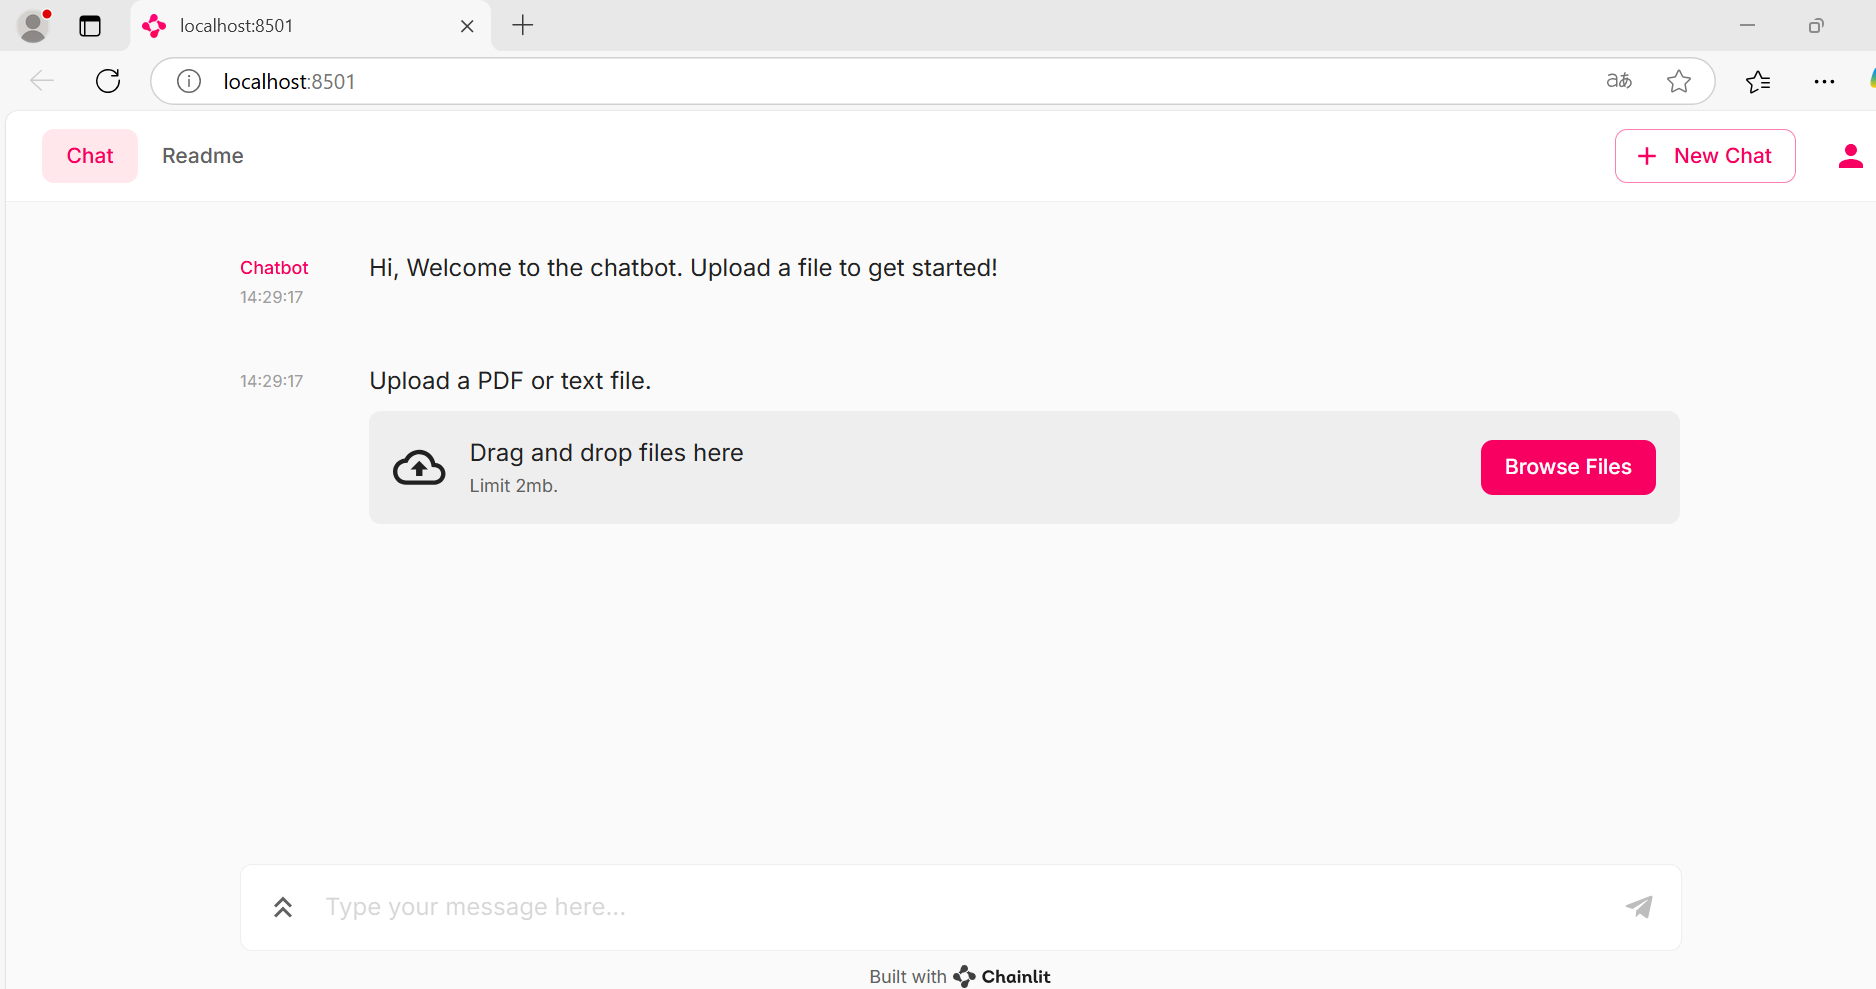 localhost:8501
localhost:8501
aあ
Chat
Readme
+ New Chat
Chatbot
Hi, Welcome to the chatbot. Upload a file to get started!
14:29:17
14:29:17
Upload a PDF or text file.
Drag and drop files here
Limit 2mb.
Browse Files
Type your message here...
Built with Chainlit